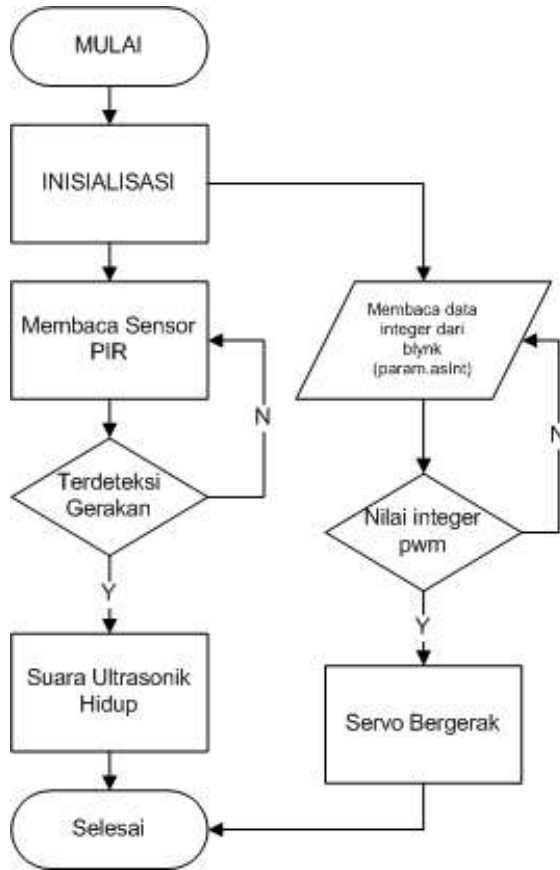 MULAI
INISIALISASI
Membaca Sensor
PIR
N
Terdeteksi
Gerakan
Y
Suara Ultrasonik
Hidup
Selesai
Membaca data
integer dari
blynk
(param.asInt)
N
Nilai integer
pwm
Y
Servo Bergerak